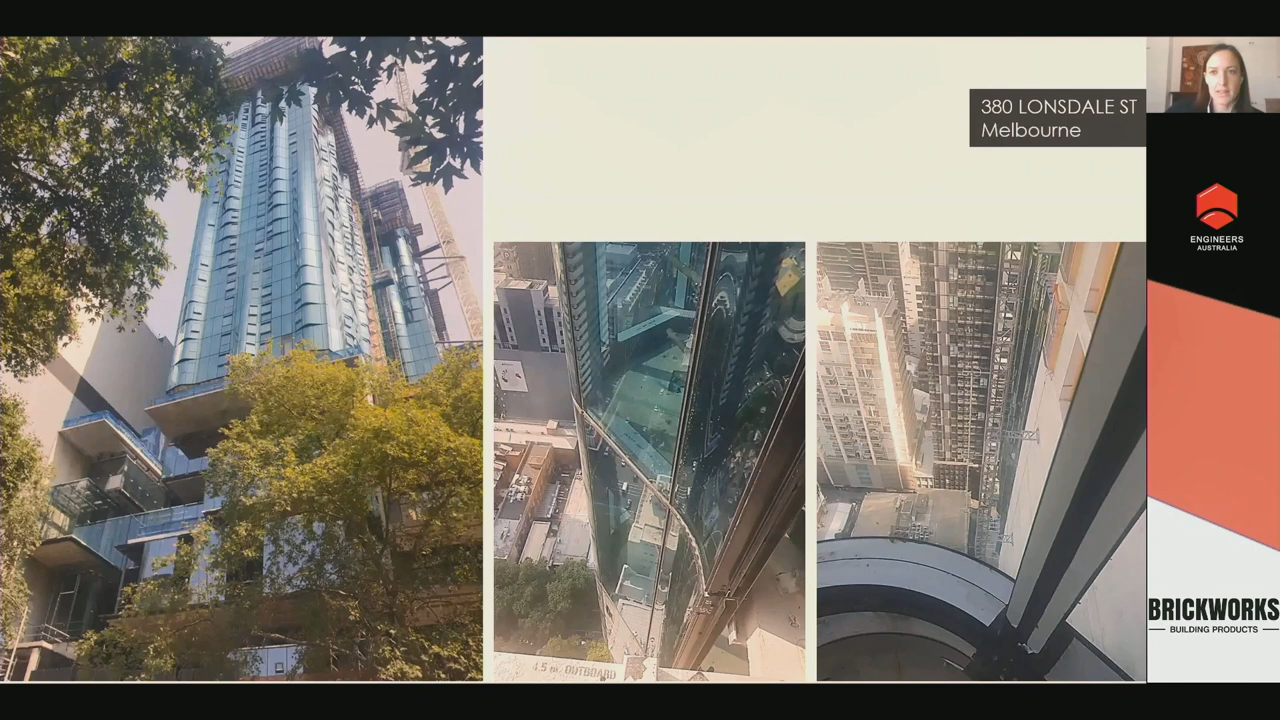 380 LONSDALE ST
Melbourne
ENGINEERS
AUSTRALIA
BRICKWORKS
BUILDING PRODUCTS
OUTBOARD